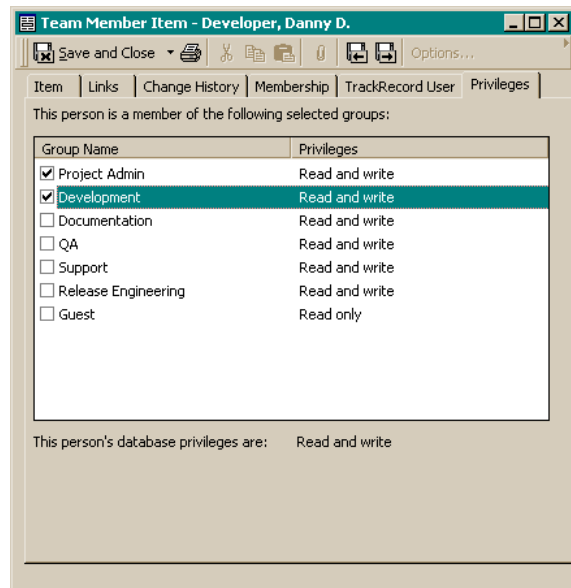 Team Member Item - Developer, Danny D.
Save and Close Options...
Item Links Change History Membership TrackRecord User Privileges
This person is a member of the following selected groups:
Group Name Privileges
Project Admin Read and write
Development Read and write
Documentation Read and write
QA Read and write
Support Read and write
Release Engineering Read and write
Guest Read only
This person's database privileges are: Read and write